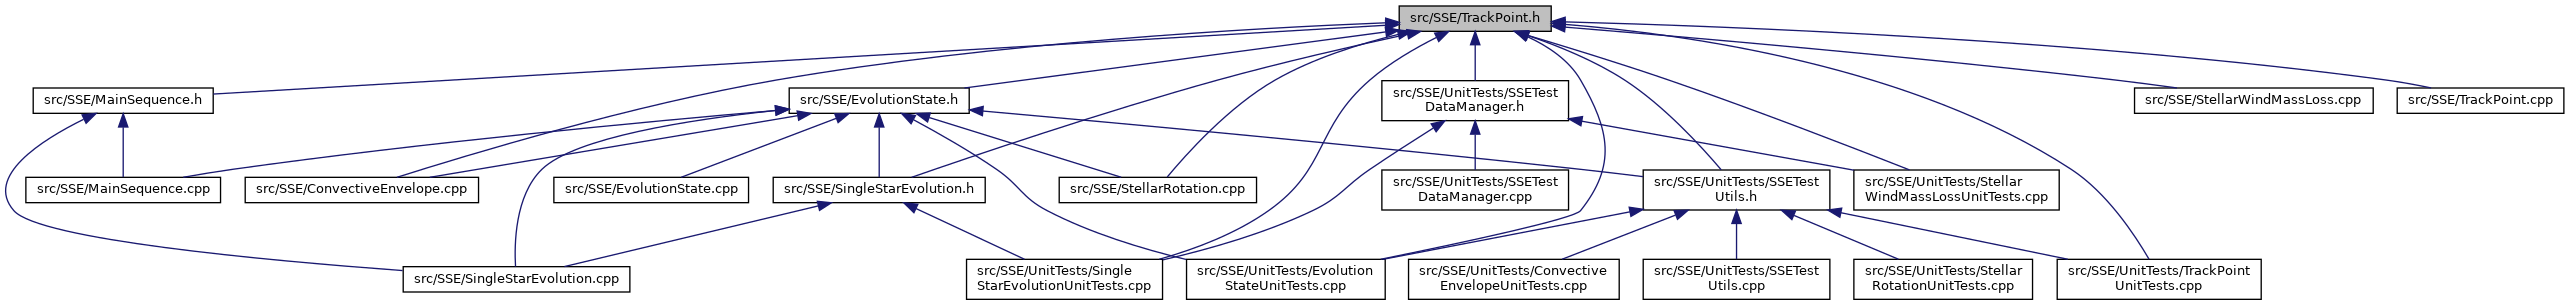 src/SSE/TrackPoint.h
src/SSE/MainSequence.h
src/SSE/EvolutionState.h
src/SSE/UnitTests/SSETest
DataManager.h
src/SSE/StellarWindMassLoss.cpp
src/SSE/TrackPoint.cpp
src/SSE/MainSequence.cpp
src/SSE/ConvectiveEnvelope.cpp
src/SSE/EvolutionState.cpp
src/SSE/SingleStarEvolution.h
src/SSE/StellarRotation.cpp
src/SSE/UnitTests/SSETest
DataManager.cpp
src/SSE/UnitTests/SSETest
Utils.h
src/SSE/UnitTests/Stellar
WindMassLossUnitTests.cpp
src/SSE/SingleStarEvolution.cpp
src/SSE/UnitTests/Single
StarEvolutionUnitTests.cpp
src/SSE/UnitTests/Evolution
StateUnitTests.cpp
src/SSE/UnitTests/Convective
EnvelopeUnitTests.cpp
src/SSE/UnitTests/SSETest
Utils.cpp
src/SSE/UnitTests/Stellar
RotationUnitTests.cpp
src/SSE/UnitTests/TrackPoint
UnitTests.cpp